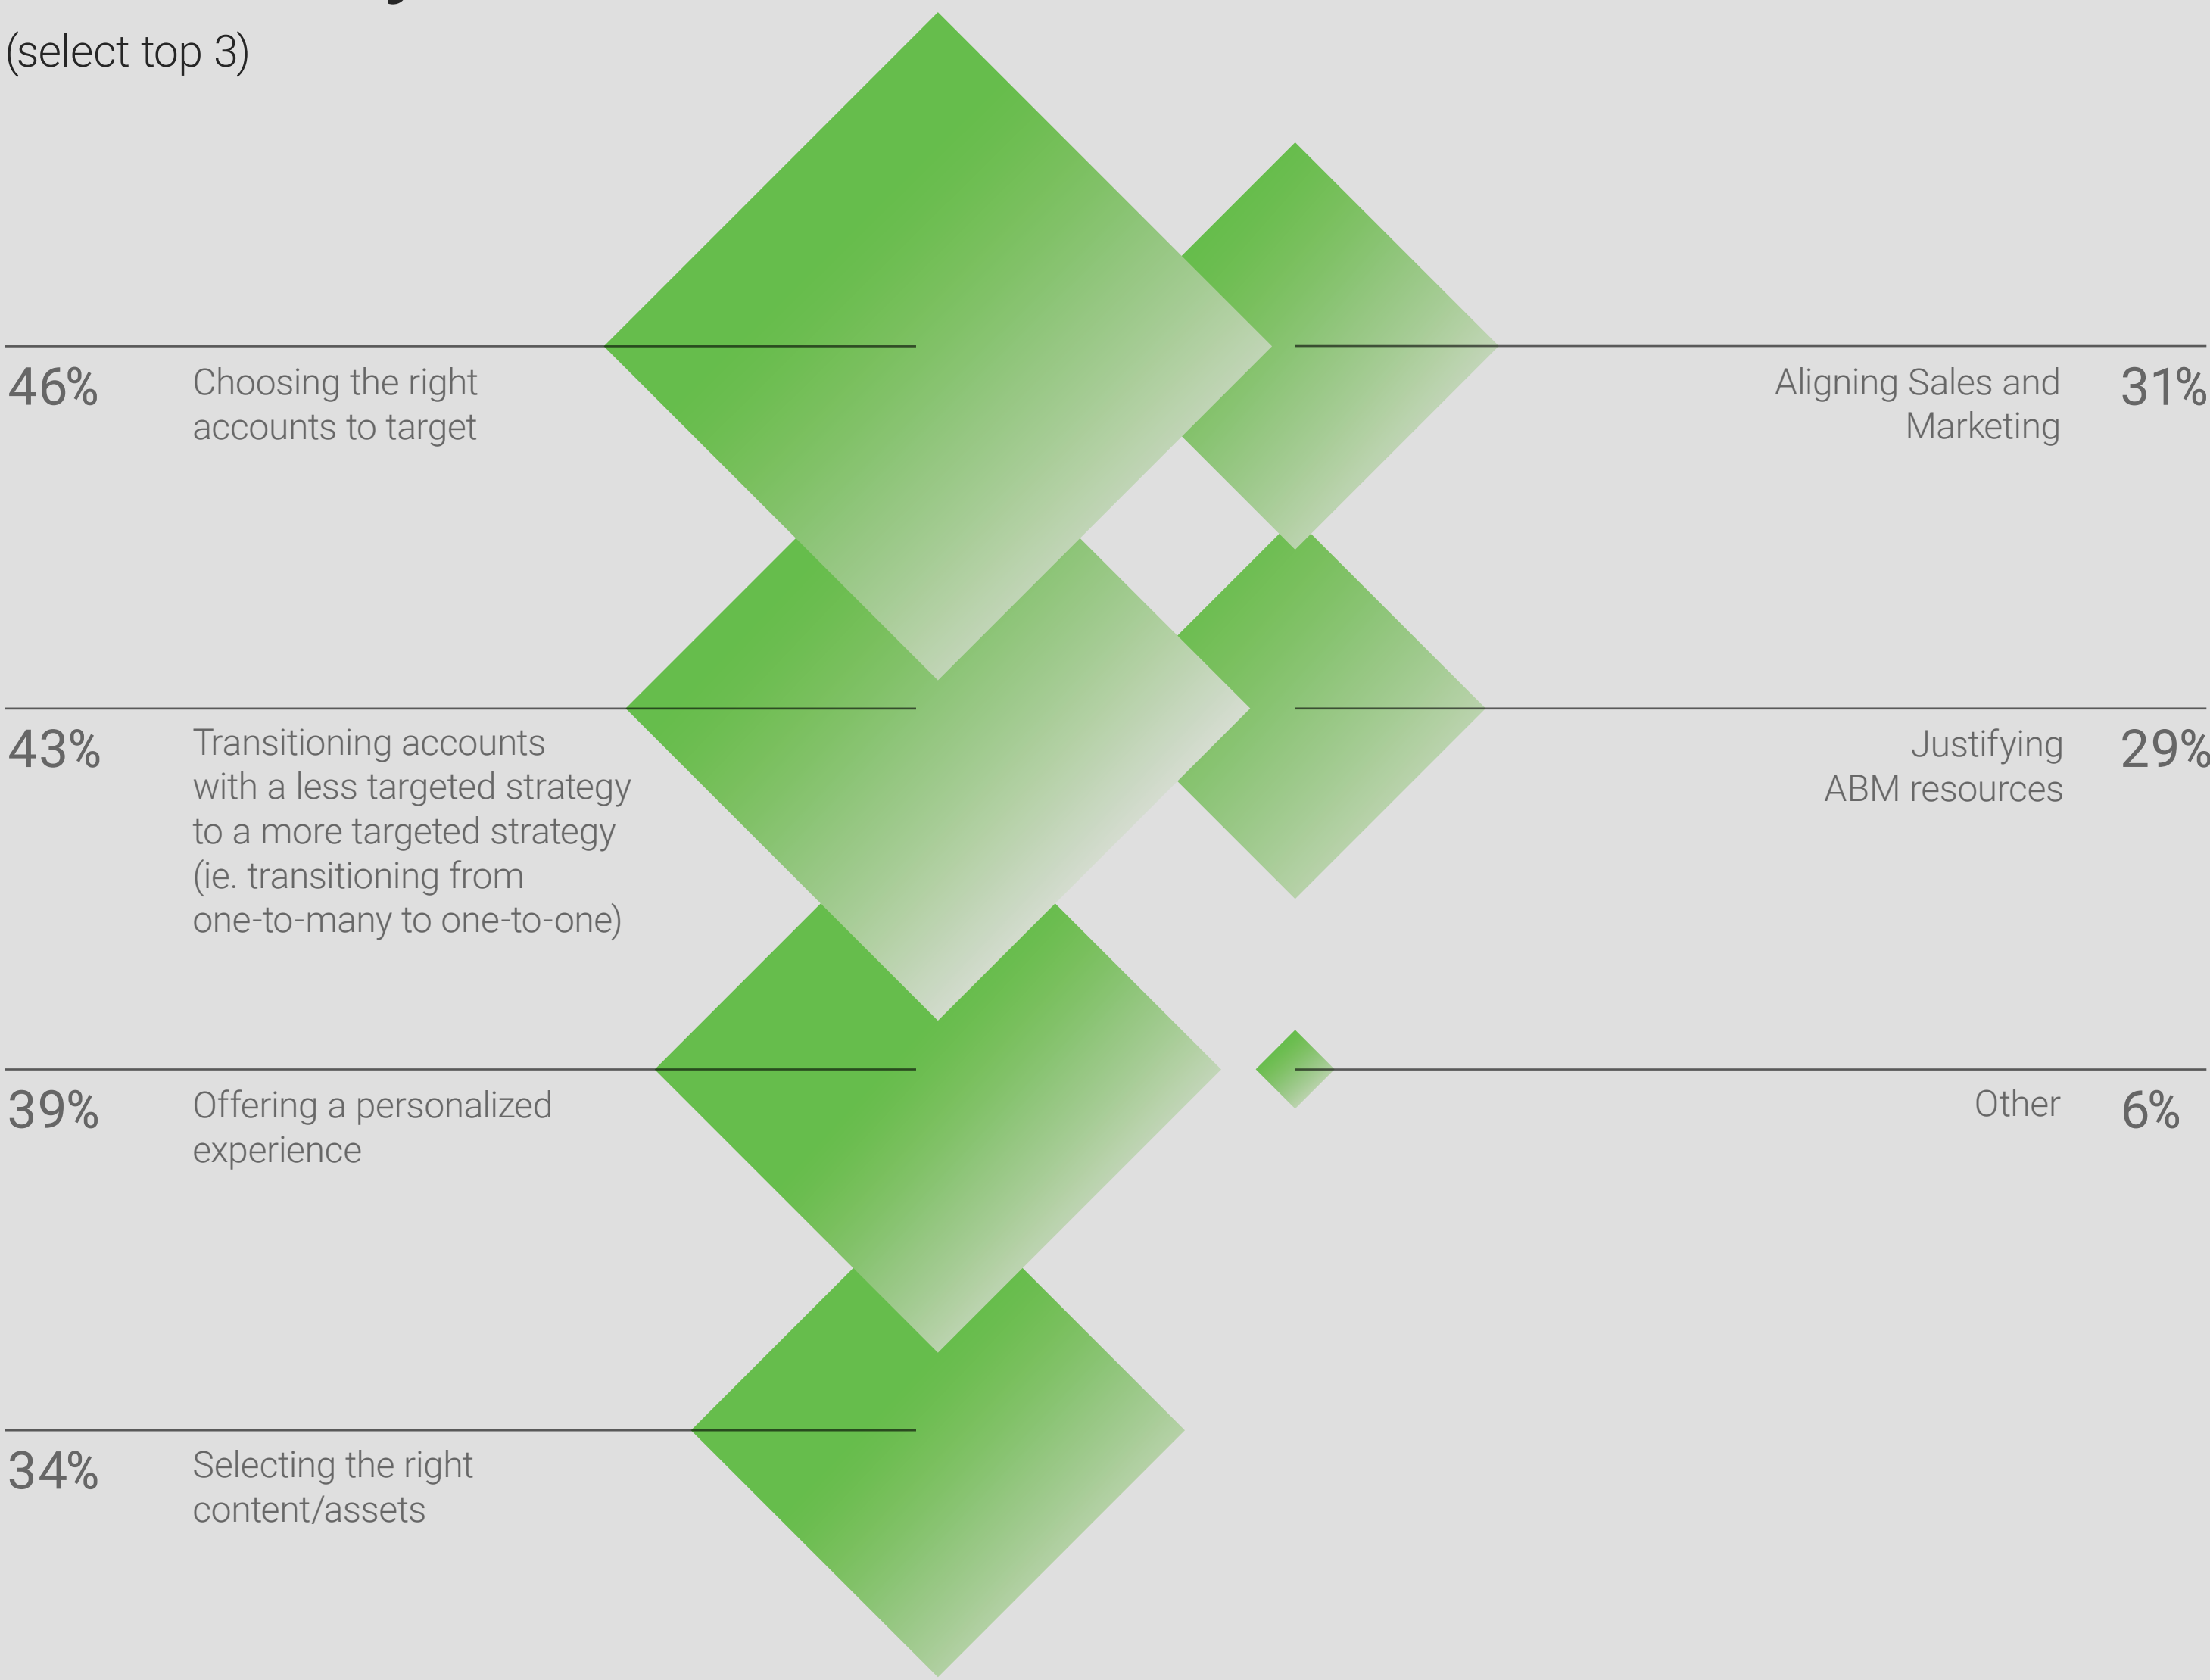 (select top 3)
46%
Choosing the right
accounts to target
43%
Transitioning accounts
with a less targeted strategy
to a more targeted strategy
(ie. transitioning from
one-to-many to one-to-one)
39%
Offering a personalized
experience
34%
Selecting the right
content/assets
Aligning Sales and
Marketing
31%
Justifying
ABM resources
29%
Other
6%